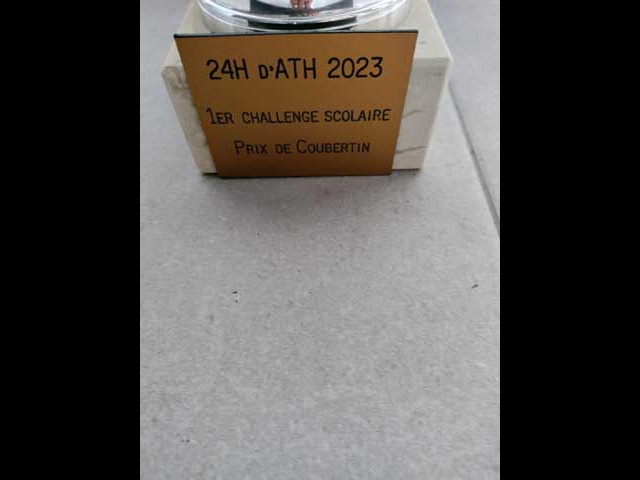 24H D'ATH 2023
1ER CHALLENGE SCOLAIRE
PRIX DE COUBERTIN